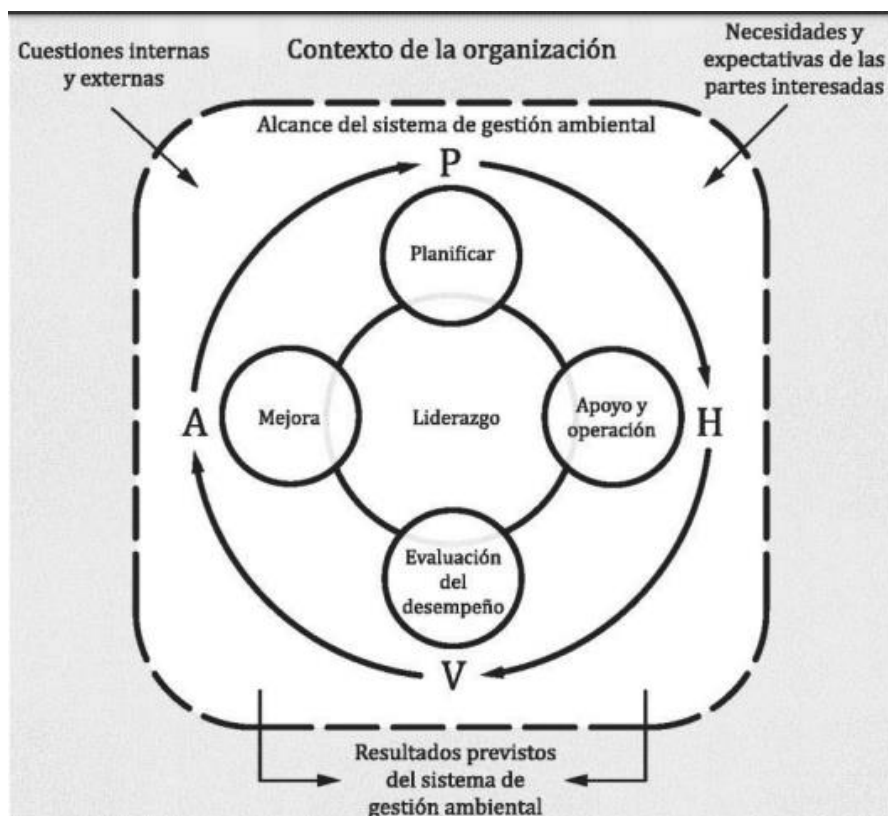 Cuestiones internas
y externas
Contexto de la organización
Necesidades y
expectativas de las
partes interesadas
Alcance del sistema de gestión ambiental
P
Planificar
A
Mejora
Liderazgo
Apoyo y
operación
H
Evaluación
del
desempeño
V
Resultados previstos
del sistema de
gestión ambiental